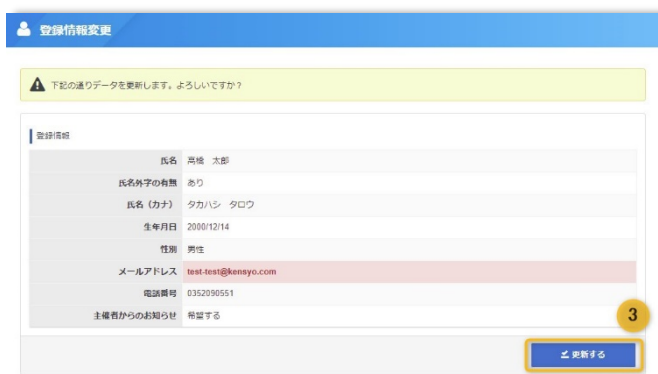 登録情報変更
下記の通りデータを更新します。よろしいですか？
登録情報
氏名 高橋 太郎
氏名外字の有無 あり
氏名（カナ） タカハシ タロウ
生年月日 2000/12/14
性別 男性
メールアドレス test-test@kensyo.com
電話番号 0352090551
主催者からのお知らせ 希望する
3
更新する